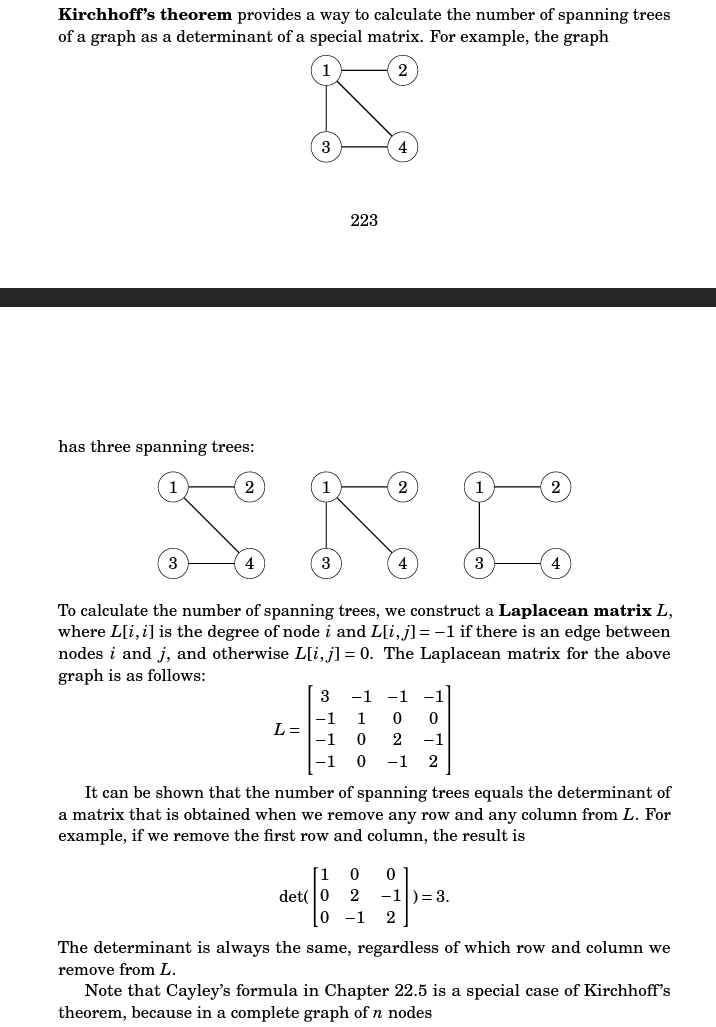 Kirchhoff's theorem provides a way to calculate the number of spanning trees
of a graph as a determinant of a special matrix. For example, the graph
1 2
3 4
223
has three spanning trees:
1 2 1 2 1 2
3 4 3 4 3 4
To calculate the number of spanning trees, we construct a Laplacean matrix L,
where L[i,i] is the degree of node i and L[i,j] = −1 if there is an edge between
nodes i and j, and otherwise L[i,j] = 0. The Laplacean matrix for the above
graph is as follows:
3 −1 −1 −1
−1 1 0 0
L =
−1 0 2 −1
−1 0 −1 2
It can be shown that the number of spanning trees equals the determinant of
a matrix that is obtained when we remove any row and any column from L. For
example, if we remove the first row and column, the result is
1 0 0
det( 0 2 −1 ) = 3.
0 −1 2
The determinant is always the same, regardless of which row and column we
remove from L.
Note that Cayley's formula in Chapter 22.5 is a special case of Kirchhoff's
theorem, because in a complete graph of n nodes